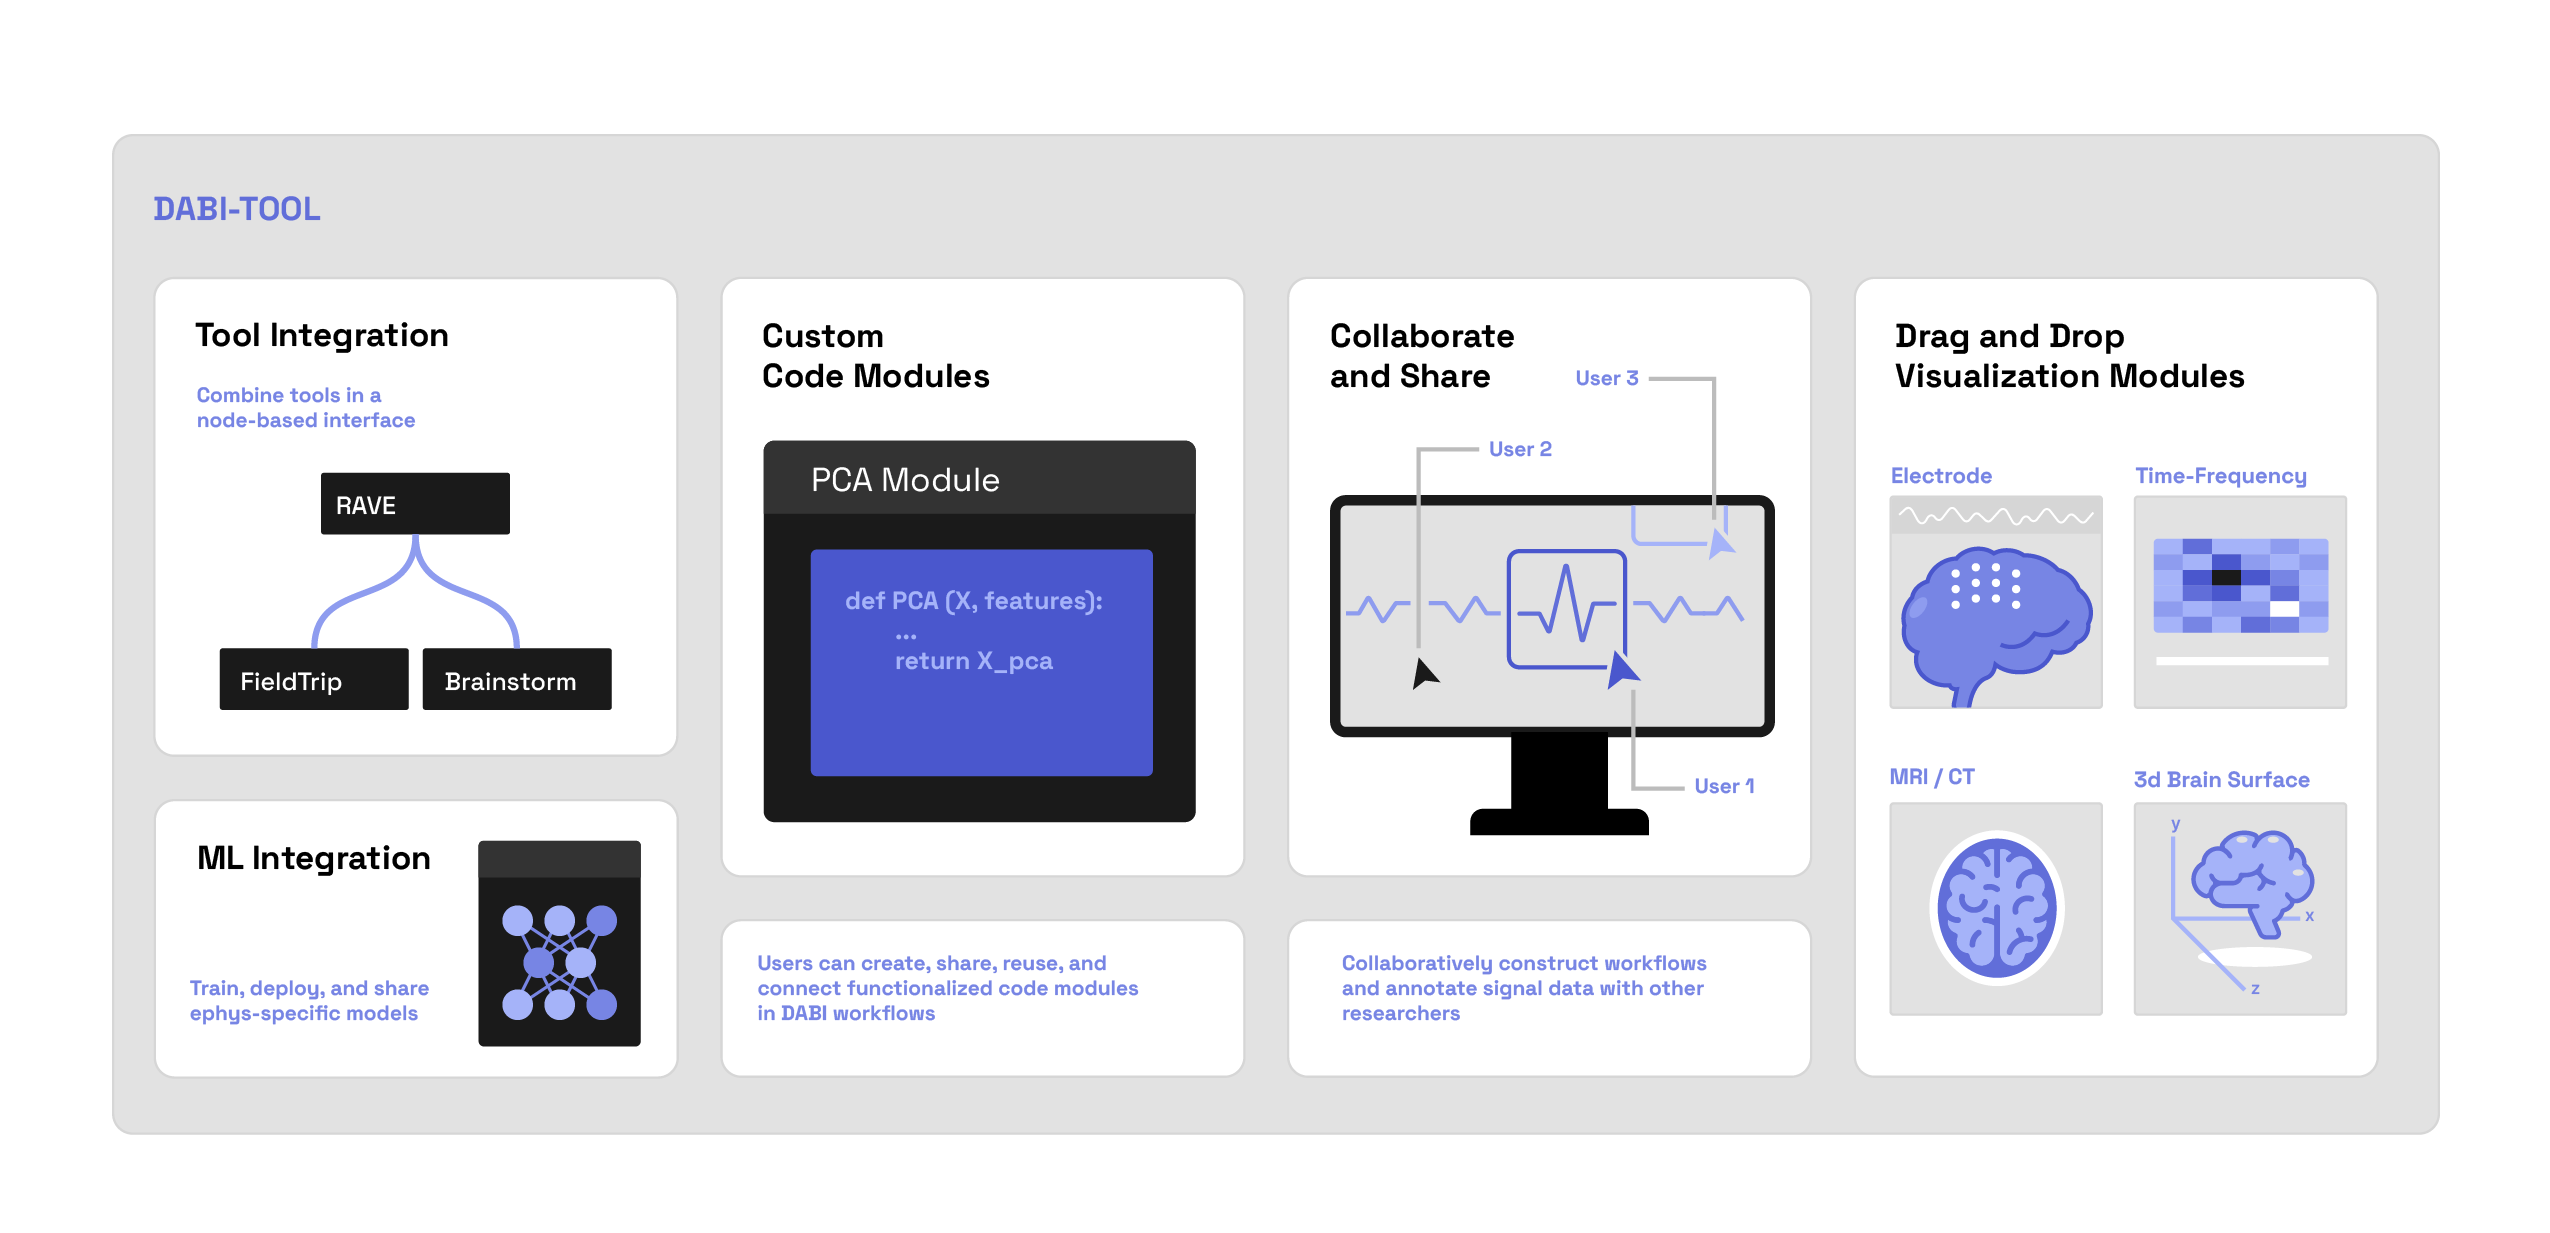 DABI-TOOL
Tool Integration
Combine tools in a
node-based interface
RAVE
FieldTrip
Brainstorm
ML Integration
Train, deploy, and share
ephys-specific models
Custom
Code Modules
PCA Module
def PCA (X, features):
...
return X_pca
Users can create, share, reuse, and
connect functionalized code modules
in DABI workflows
Collaborate
and Share
User 3
User 2
User 1
Collaboratively construct workflows
and annotate signal data with other
researchers
Drag and Drop
Visualization Modules
Electrode
Time-Frequency
MRI / CT
3d Brain Surface
y
x
z